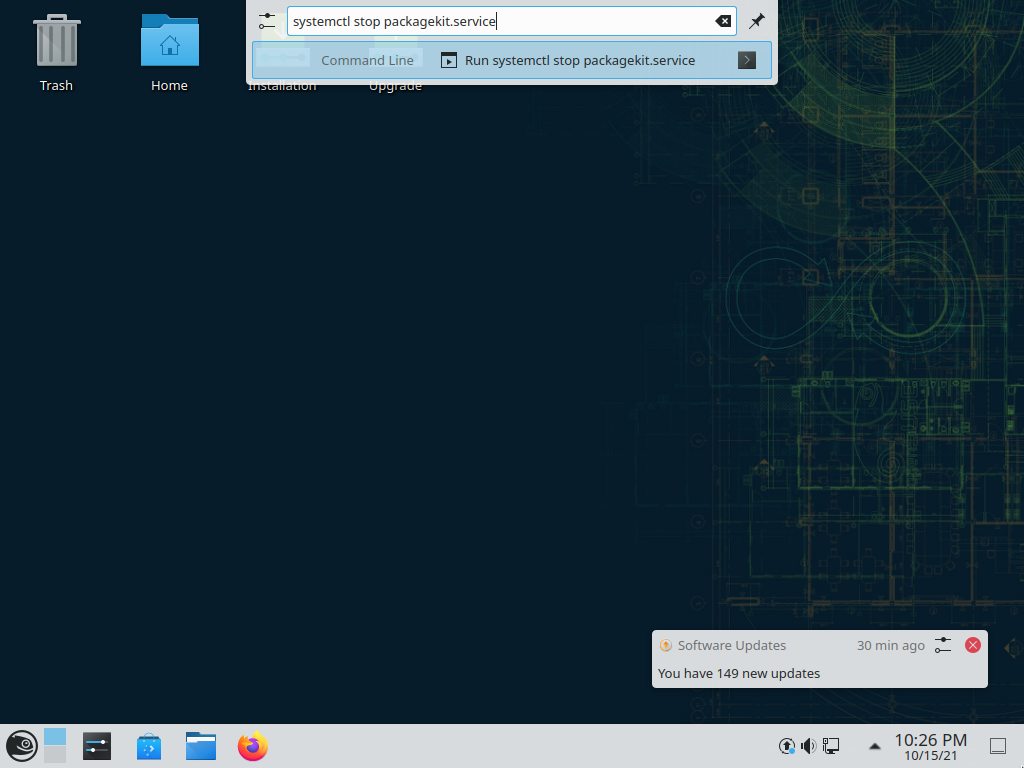 systemctl stop packagekit.service
Command Line Run systemctl stop packagekit.service
Trash Home Installation Upgrade
Software Updates 30 min ago
You have 149 new updates
10:26 PM
10/15/21